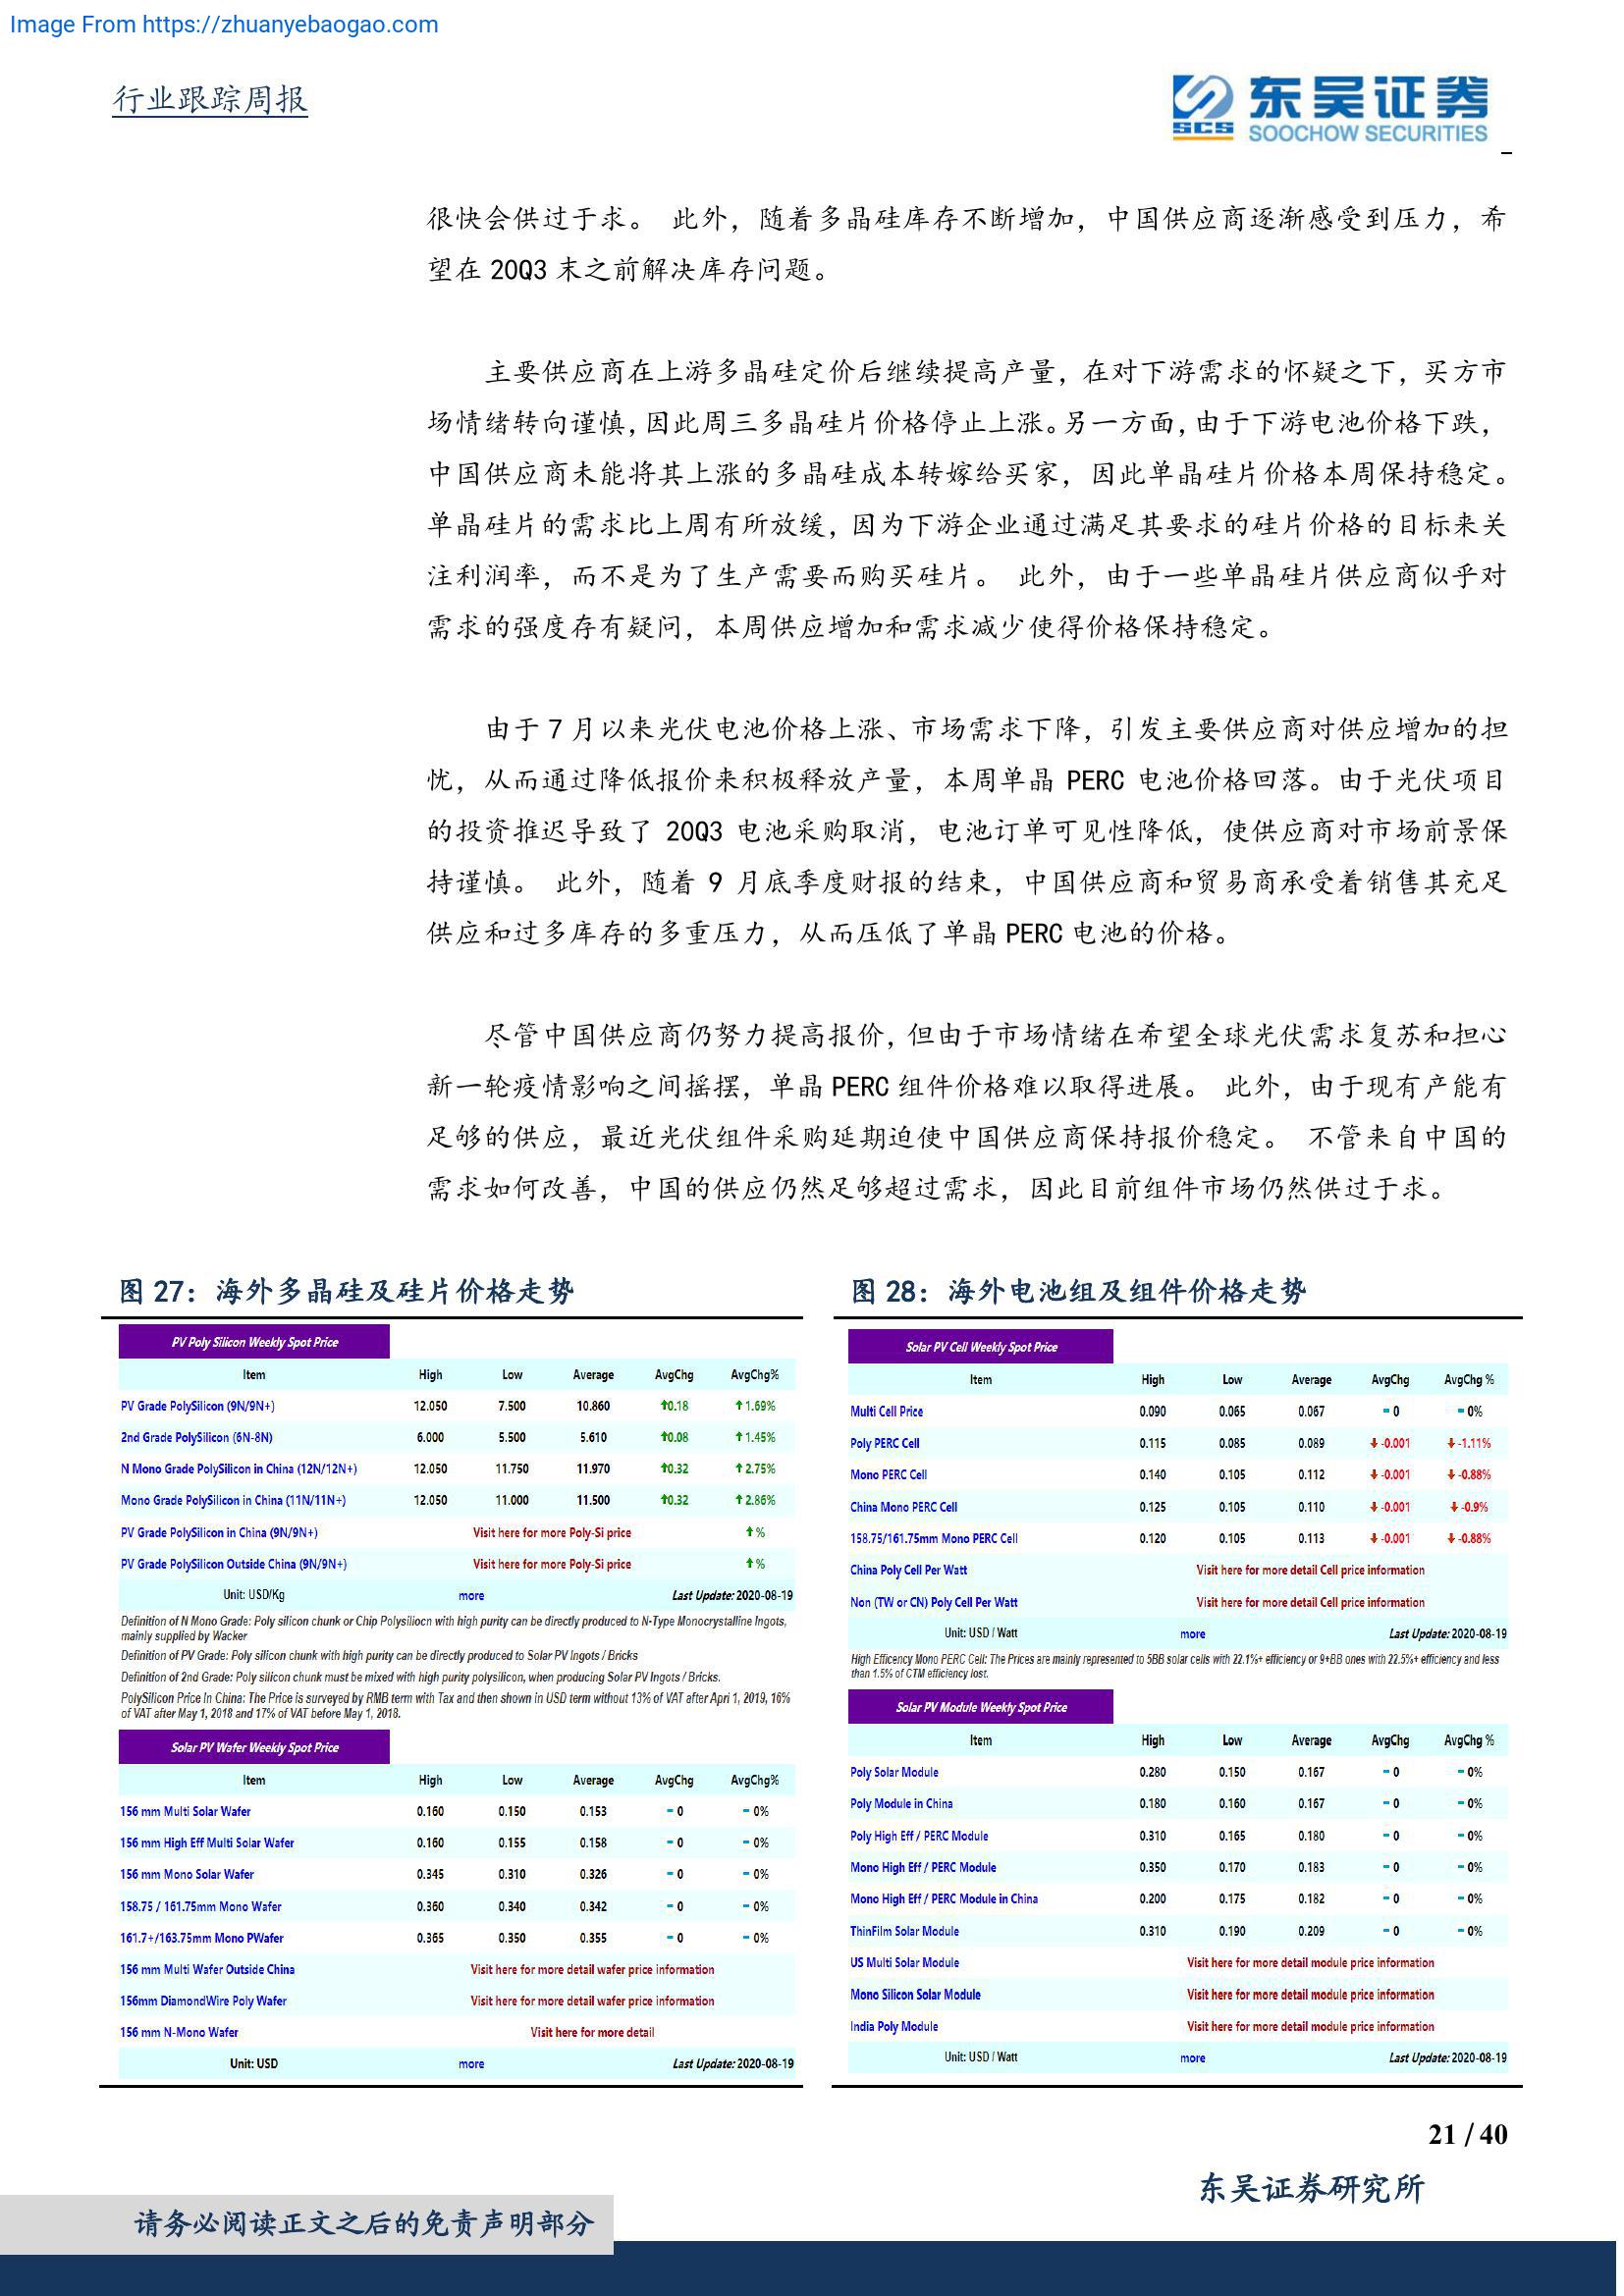 Image From https://zhuanyebaogao.com
行业跟踪周报
SCS
东吴证券
SOOCHOW SECURITIES
很快会供过于求。 此外，随着多晶硅库存不断增加，中国供应商逐渐感受到压力，希
望在 20Q3 末之前解决库存问题。
主要供应商在上游多晶硅定价后继续提高产量，在对下游需求的怀疑之下，买方市
场情绪转向谨慎，因此周三多晶硅片价格停止上涨。另一方面，由于下游电池价格下跌，
中国供应商未能将其上涨的多晶硅成本转嫁给买家，因此单晶硅片价格本周保持稳定。
单晶硅片的需求比上周有所放缓，因为下游企业通过满足其要求的硅片价格的目标来关
注利润率，而不是为了生产需要而购买硅片。 此外，由于一些单晶硅片供应商似乎对
需求的强度存有疑问，本周供应增加和需求减少使得价格保持稳定。
由于 7 月以来光伏电池价格上涨、市场需求下降，引发主要供应商对供应增加的担
忧，从而通过降低报价来积极释放产量，本周单晶 PERC 电池价格回落。由于光伏项目
的投资推迟导致了 20Q3 电池采购取消，电池订单可见性降低，使供应商对市场前景保
持谨慎。 此外，随着 9 月底季度财报的结束，中国供应商和贸易商承受着销售其充足
供应和过多库存的多重压力，从而压低了单晶 PERC 电池的价格。
尽管中国供应商仍努力提高报价，但由于市场情绪在希望全球光伏需求复苏和担心
新一轮疫情影响之间摇摆，单晶 PERC 组件价格难以取得进展。 此外，由于现有产能有
足够的供应，最近光伏组件采购延期迫使中国供应商保持报价稳定。 不管来自中国的
需求如何改善，中国的供应仍然足够超过需求，因此目前组件市场仍然供过于求。
图 27：海外多晶硅及硅片价格走势
PV Poly Silicon Weekly Spot Price
Item High Low Average AvgChg AvgChg%
PV Grade PolySilicon (9N/9N+) 12.050 7.500 10.860 ↑0.18 ↑1.69%
2nd Grade PolySilicon (6N-8N) 6.000 5.500 5.610 ↑0.08 ↑1.45%
N Mono Grade PolySilicon in China (12N/12N+) 12.050 11.750 11.970 ↑0.32 ↑2.75%
Mono Grade PolySilicon in China (11N/11N+) 12.050 11.000 11.500 ↑0.32 ↑2.86%
PV Grade PolySilicon in China (9N/9N+) Visit here for more Poly-Si price ↑%
PV Grade PolySilicon Outside China (9N/9N+) Visit here for more Poly-Si price ↑%
Unit: USD/Kg more Last Update: 2020-08-19
Definition of N Mono Grade: Poly silicon chunk or Chip Polysiliocn with high purity can be directly produced to N-Type Monocrystalline Ingots,
mainly supplied by Wacker
Definition of PV Grade: Poly silicon chunk with high purity can be directly produced to Solar PV Ingots / Bricks
Definition of 2nd Grade: Poly silicon chunk must be mixed with high purity polysilicon, when producing Solar PV Ingots / Bricks.
PolySilicon Price In China: The Price is surveyed by RMB term with Tax and then shown in USD term without 13% of VAT after Apri 1, 2019, 16%
of VAT after May 1, 2018 and 17% of VAT before May 1, 2018.
Solar PV Wafer Weekly Spot Price
Item High Low Average AvgChg AvgChg%
156 mm Multi Solar Wafer 0.160 0.150 0.153 - 0 - 0%
156 mm High Eff Multi Solar Wafer 0.160 0.155 0.158 - 0 - 0%
156 mm Mono Solar Wafer 0.345 0.310 0.326 - 0 - 0%
158.75 / 161.75mm Mono Wafer 0.360 0.340 0.342 - 0 - 0%
161.7+/163.75mm Mono PWafer 0.365 0.350 0.355 - 0 - 0%
156 mm Multi Wafer Outside China Visit here for more detail wafer price information
156mm DiamondWire Poly Wafer Visit here for more detail wafer price information
156 mm N-Mono Wafer Visit here for more detail
Unit: USD more Last Update: 2020-08-19
图 28：海外电池组及组件价格走势
Solar PV Cell Weekly Spot Price
Item High Low Average AvgChg AvgChg %
Multi Cell Price 0.090 0.065 0.067 - 0 - 0%
Poly PERC Cell 0.115 0.085 0.089 ↓ -0.001 ↓ -1.11%
Mono PERC Cell 0.140 0.105 0.112 ↓ -0.001 ↓ -0.88%
China Mono PERC Cell 0.125 0.105 0.110 ↓ -0.001 ↓ -0.9%
158.75/161.75mm Mono PERC Cell 0.120 0.105 0.113 ↓ -0.001 ↓ -0.88%
China Poly Cell Per Watt Visit here for more detail Cell price information
Non (TW or CN) Poly Cell Per Watt Visit here for more detail Cell price information
Unit: USD / Watt more Last Update: 2020-08-19
High Efficency Mono PERC Cell: The Prices are mainly represented to 5BB solar cells with 22.1%+ efficiency or 9+BB ones with 22.5%+ efficiency and less
than 1.5% of CTM efficiency lost.
Solar PV Module Weekly Spot Price
Item High Low Average AvgChg AvgChg %
Poly Solar Module 0.280 0.150 0.167 - 0 - 0%
Poly Module in China 0.180 0.160 0.167 - 0 - 0%
Poly High Eff / PERC Module 0.310 0.165 0.180 - 0 - 0%
Mono High Eff / PERC Module 0.350 0.170 0.183 - 0 - 0%
Mono High Eff / PERC Module in China 0.200 0.175 0.182 - 0 - 0%
ThinFilm Solar Module 0.310 0.190 0.209 - 0 - 0%
US Multi Solar Module Visit here for more detail module price information
Mono Silicon Solar Module Visit here for more detail module price information
India Poly Module Visit here for more detail module price information
Unit: USD / Watt more Last Update: 2020-08-19
21 / 40
东吴证券研究所
请务必阅读正文之后的免责声明部分